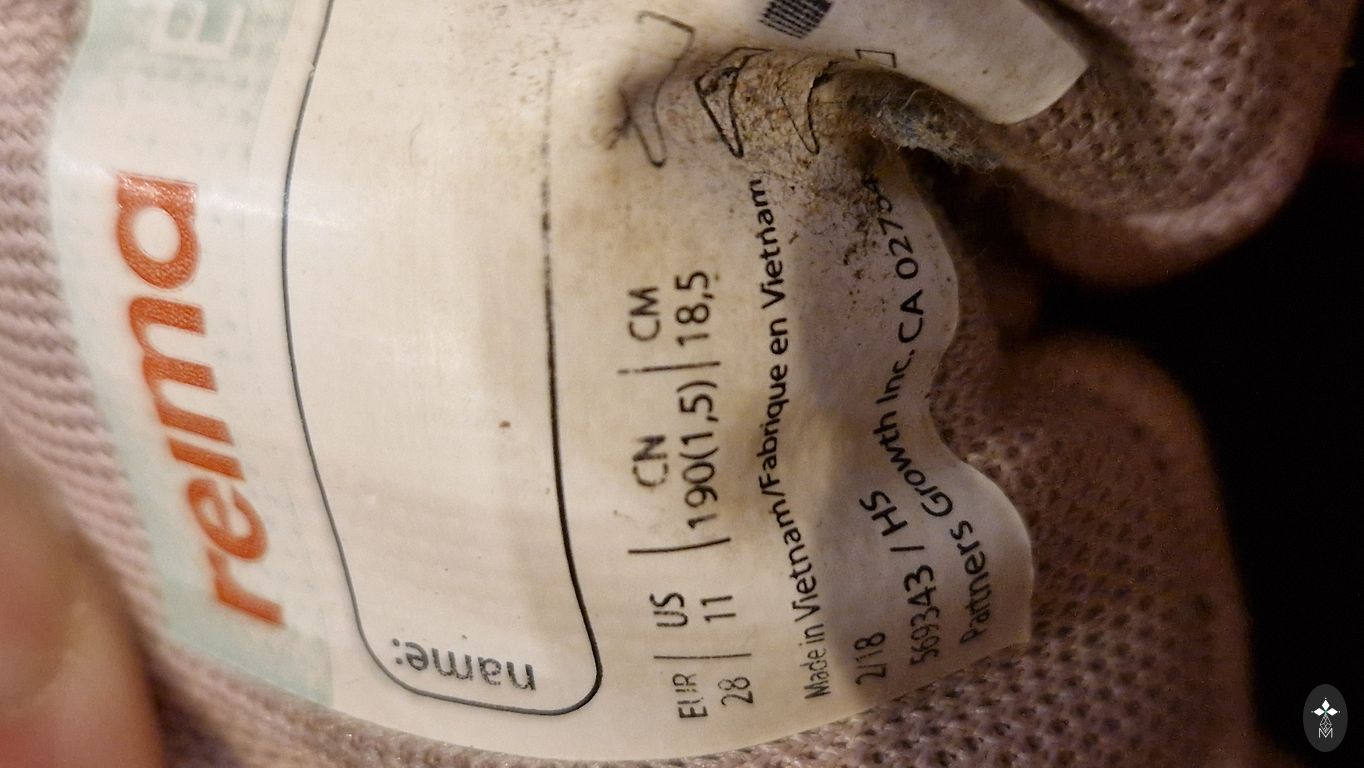 reima
name:
EUR | US | CN | CM
28 | 11 | 190(1,5) | 18,5
Made in Vietnam/Fabrique en Vietnam
2/18
569343 / HS
Partners Growth Inc. CA